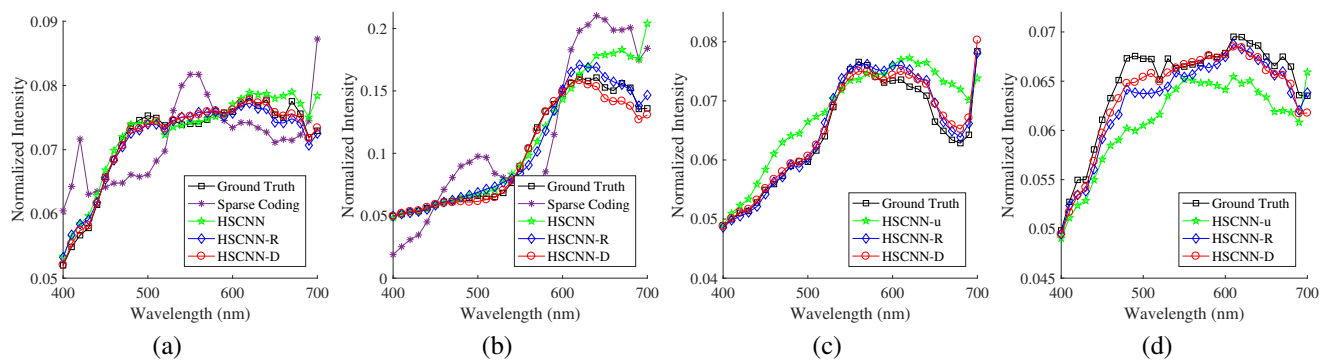 0.09
0.08
0.07
0.06
0.05
400
500
600
700
Normalized Intensity
Wavelength (nm)
Ground Truth
Sparse Coding
HSCNN
HSCNN-R
HSCNN-D
(a)
0.2
0.15
0.1
0.05
0
400
500
600
700
Normalized Intensity
Wavelength (nm)
Ground Truth
Sparse Coding
HSCNN
HSCNN-R
HSCNN-D
(b)
0.08
0.07
0.06
0.05
0.04
400
500
600
700
Normalized Intensity
Wavelength (nm)
Ground Truth
HSCNN-u
HSCNN-R
HSCNN-D
(c)
0.07
0.065
0.06
0.055
0.05
0.045
400
500
600
700
Normalized Intensity
Wavelength (nm)
Ground Truth
HSCNN-u
HSCNN-R
HSCNN-D
(d)